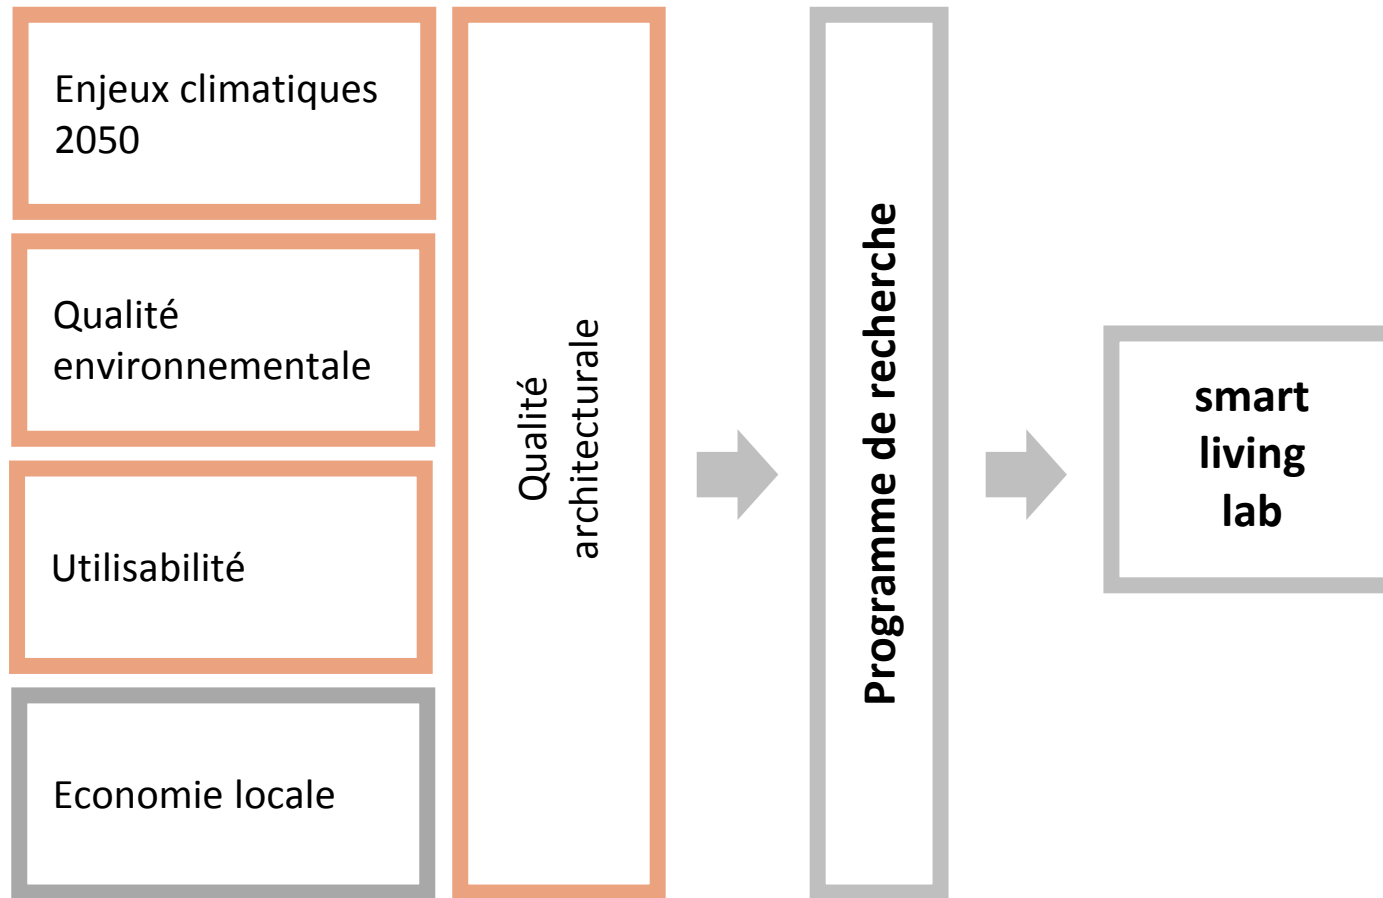 Enjeux climatiques
2050
Qualité
environnementale
Utilisabilité
Economie locale
Qualité
architecturale
Programme de recherche
smart
living
lab